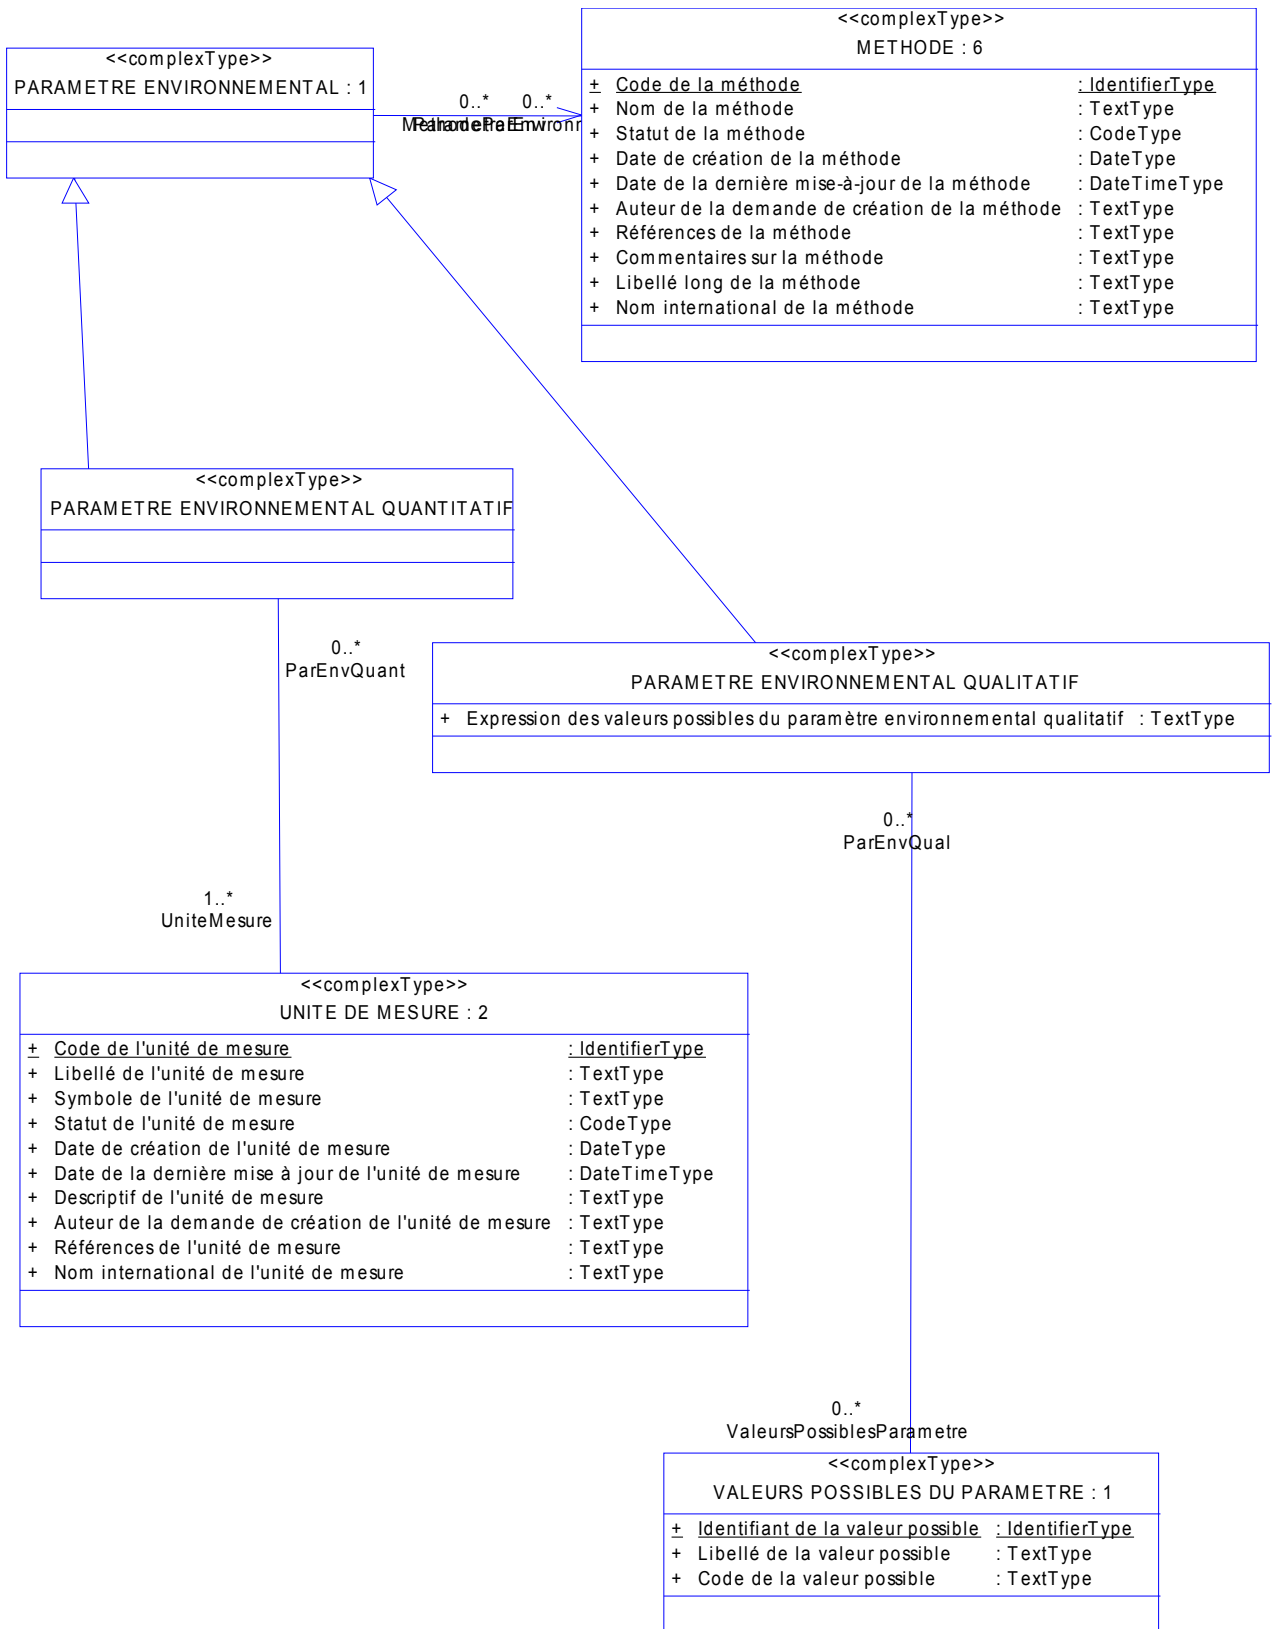 <<complexType>>
METHODE : 6
+ Code de la méthode : IdentifierType
+ Nom de la méthode : TextType
+ Statut de la méthode : CodeType
+ Date de création de la méthode : DateType
+ Date de la dernière mise-à-jour de la méthode : DateTimeType
+ Auteur de la demande de création de la méthode : TextType
+ Références de la méthode : TextType
+ Commentaires sur la méthode : TextType
+ Libellé long de la méthode : TextType
+ Nom international de la méthode : TextType
<<complexType>>
PARAMETRE ENVIRONNEMENTAL : 1
0..* 0..*
<<complexType>>
PARAMETRE ENVIRONNEMENTAL QUANTITATIF
0..*
ParEnvQuant
<<complexType>>
PARAMETRE ENVIRONNEMENTAL QUALITATIF
+ Expression des valeurs possibles du paramètre environnemental qualitatif : TextType
0..*
ParEnvQual
1..*
UniteMesure
<<complexType>>
UNITE DE MESURE : 2
+ Code de l'unité de mesure : IdentifierType
+ Libellé de l'unité de mesure : TextType
+ Symbole de l'unité de mesure : TextType
+ Statut de l'unité de mesure : CodeType
+ Date de création de l'unité de mesure : DateType
+ Date de la dernière mise à jour de l'unité de mesure : DateTimeType
+ Descriptif de l'unité de mesure : TextType
+ Auteur de la demande de création de l'unité de mesure : TextType
+ Références de l'unité de mesure : TextType
+ Nom international de l'unité de mesure : TextType
0..*
ValeursPossiblesParametre
<<complexType>>
VALEURS POSSIBLES DU PARAMETRE : 1
+ Identifiant de la valeur possible : IdentifierType
+ Libellé de la valeur possible : TextType
+ Code de la valeur possible : TextType